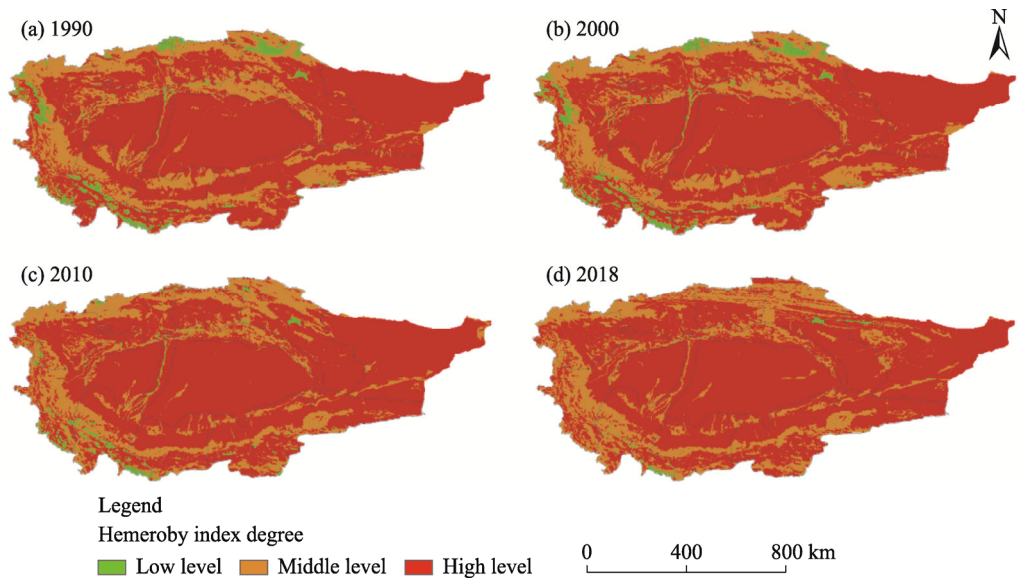 (a) 1990
(b) 2000
N
(c) 2010
(d) 2018
Legend
Hemeroby index degree
Low level
Middle level
High level
0
400
800 km